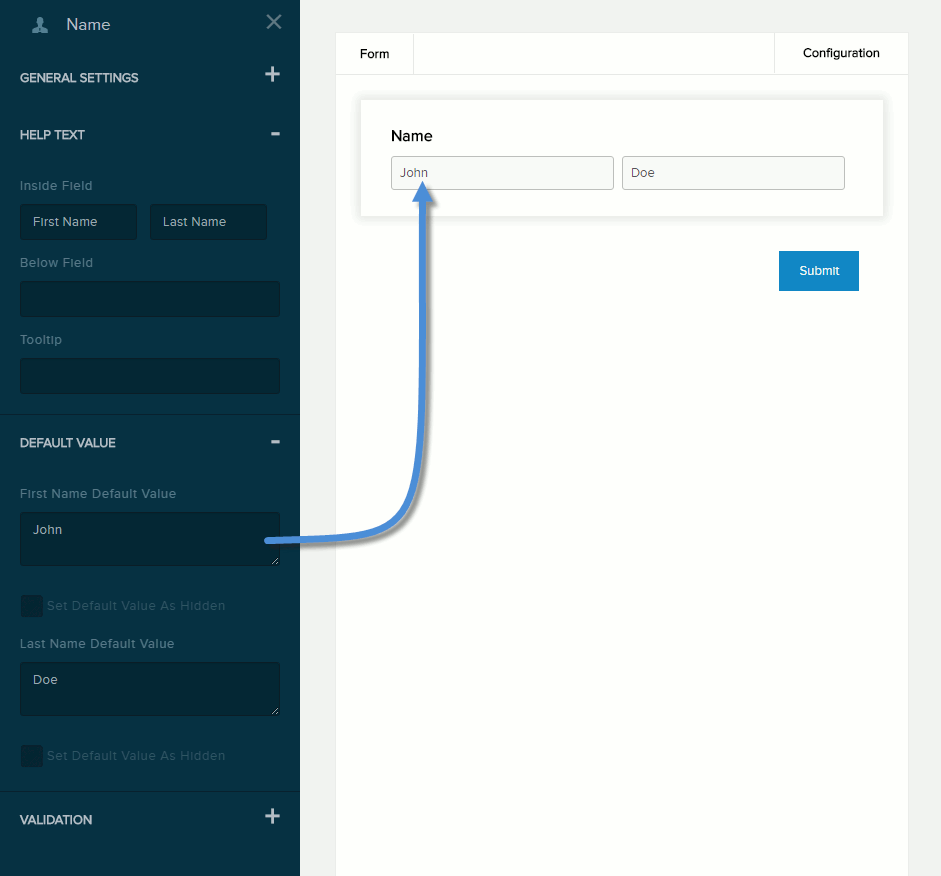 Name
GENERAL SETTINGS
HELP TEXT
Inside Field
First Name Last Name
Below Field
Tooltip
DEFAULT VALUE
First Name Default Value
John
Set Default Value As Hidden
Last Name Default Value
Doe
Set Default Value As Hidden
VALIDATION
Form Configuration
Name
John Doe
Submit